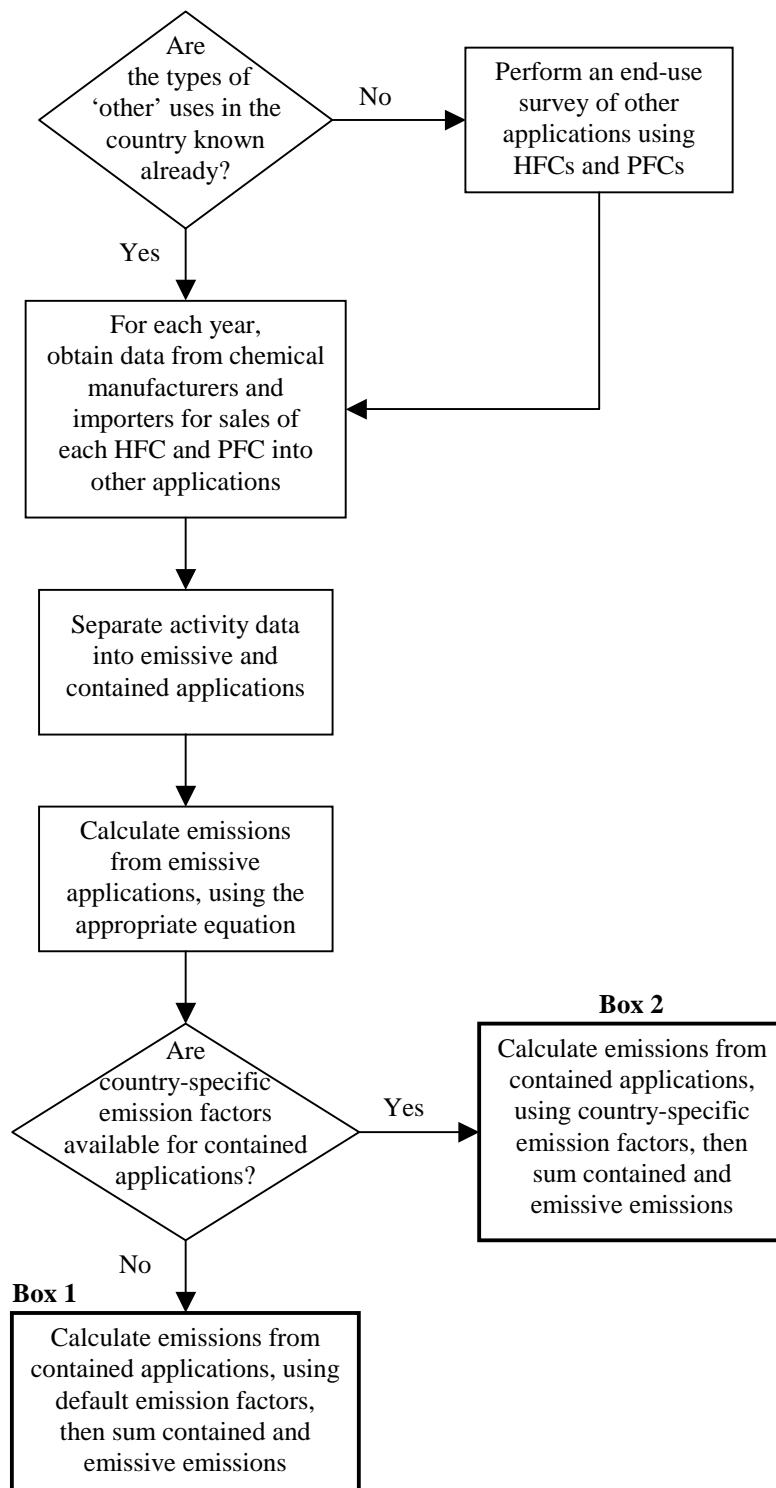 Are
the types of
‘other’ uses in the
country known
already?
No
Perform an end-use
survey of other
applications using
HFCs and PFCs
Yes
For each year,
obtain data from chemical
manufacturers and
importers for sales of
each HFC and PFC into
other applications
Separate activity data
into emissive and
contained applications
Calculate emissions
from emissive
applications, using the
appropriate equation
Are
country-specific
emission factors
available for contained
applications?
Yes
Box 2
Calculate emissions from
contained applications,
using country-specific
emission factors, then
sum contained and
emissive emissions
No
Box 1
Calculate emissions from
contained applications, using
default emission factors,
then sum contained and
emissive emissions